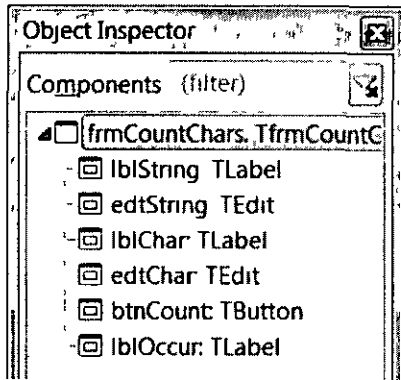 Object Inspector
Components (filter)
frmCountChars. TfrmCountC
lblString TLabel
edtString TEdit
lblChar TLabel
edtChar TEdit
btnCount: TButton
lblOccur: TLabel